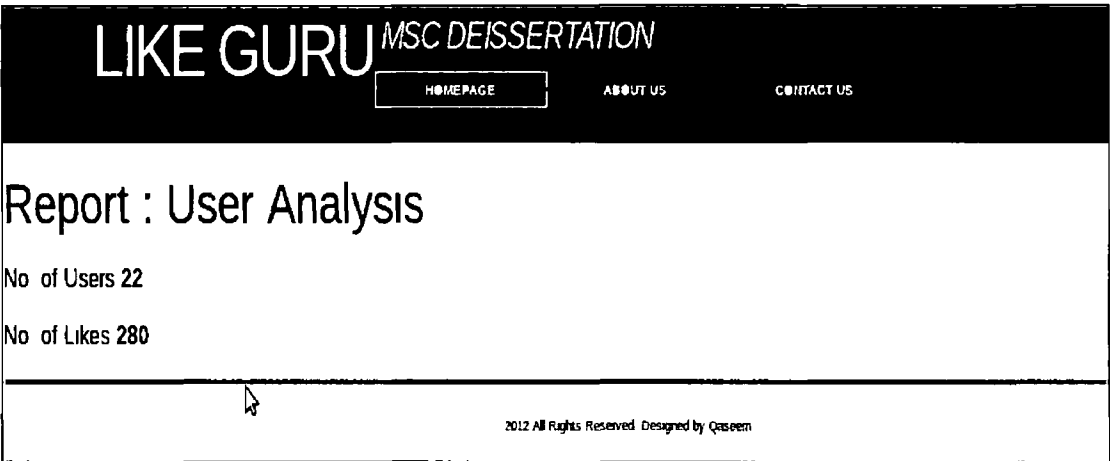 LIKE GURU MSC DEISSERTATION
HOMEPAGE ABOUT US CONTACT US
Report : User Analysis
No of Users 22
No of Likes 280
2012 All Rights Reserved Designed by Qaseem